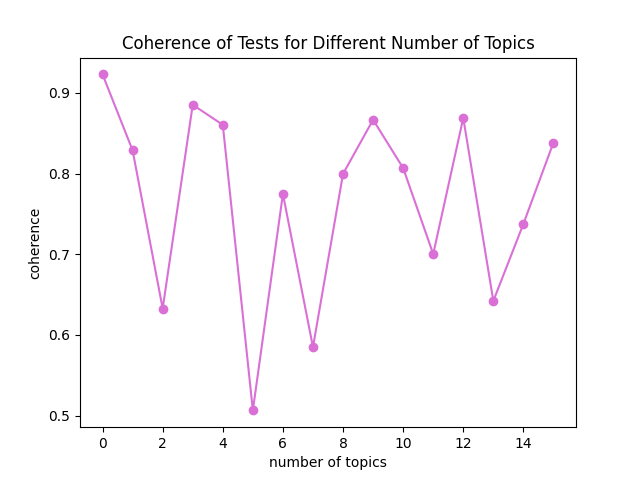 Coherence of Tests for Different Number of Topics
0.9
0.8
0.7
0.6
0.5
coherence
0 2 4 6 8 10 12 14
number of topics